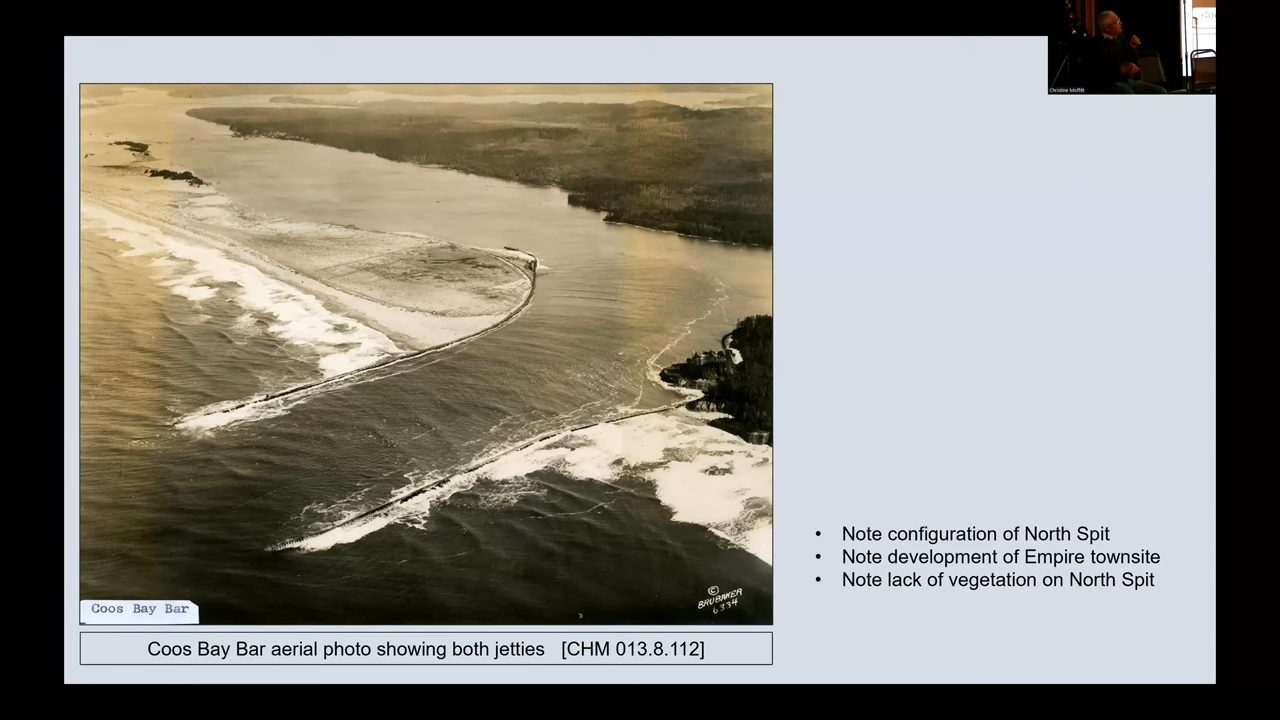 Christine Moffitt
• Note configuration of North Spit
• Note development of Empire townsite
• Note lack of vegetation on North Spit
© BRUBAKER
6334
Coos Bay Bar
Coos Bay Bar aerial photo showing both jetties [CHM 013.8.112]